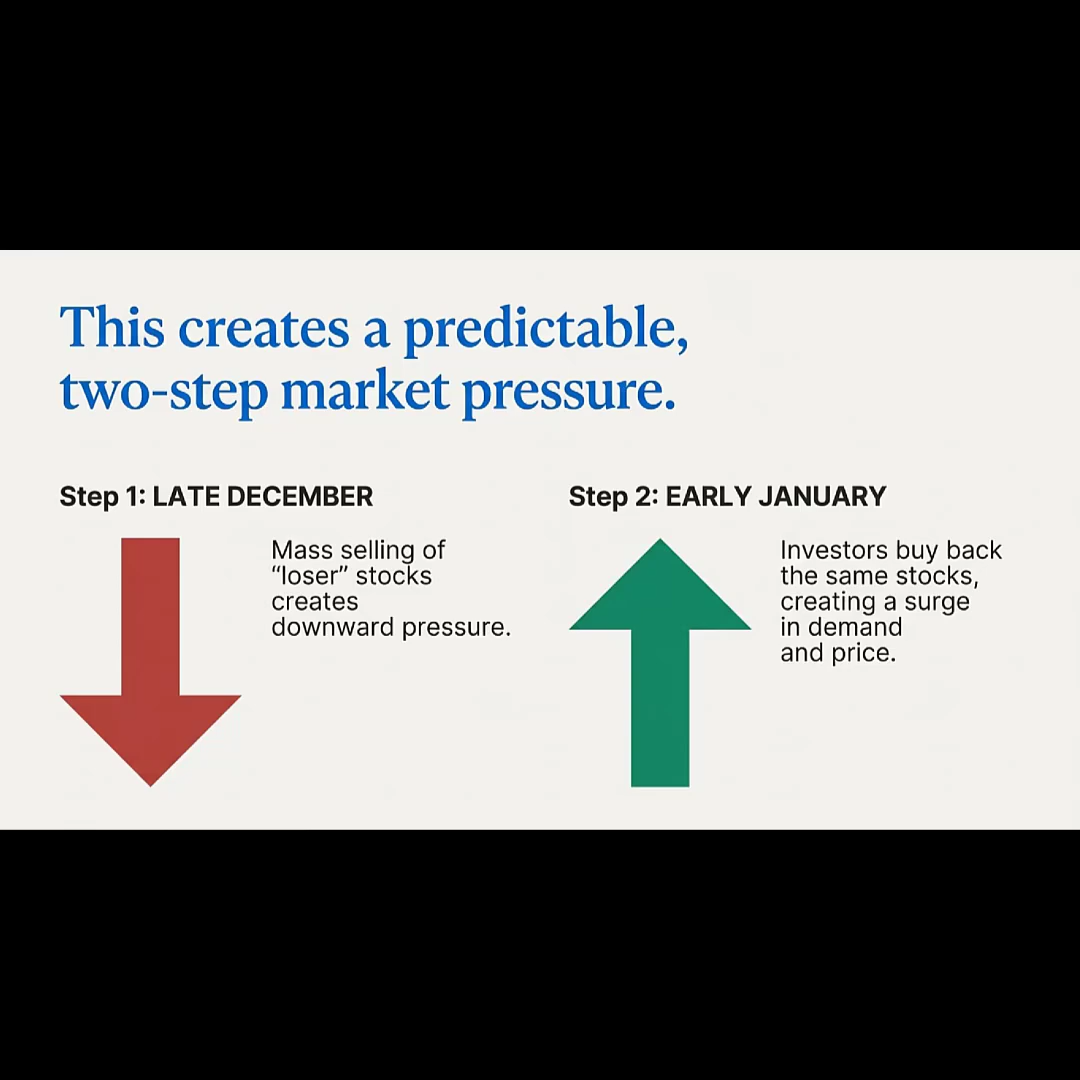 This creates a predictable,
two-step market pressure.
Step 1: LATE DECEMBER
Mass selling of
“loser” stocks
creates
downward pressure.
Step 2: EARLY JANUARY
Investors buy back
the same stocks,
creating a surge
in demand
and price.